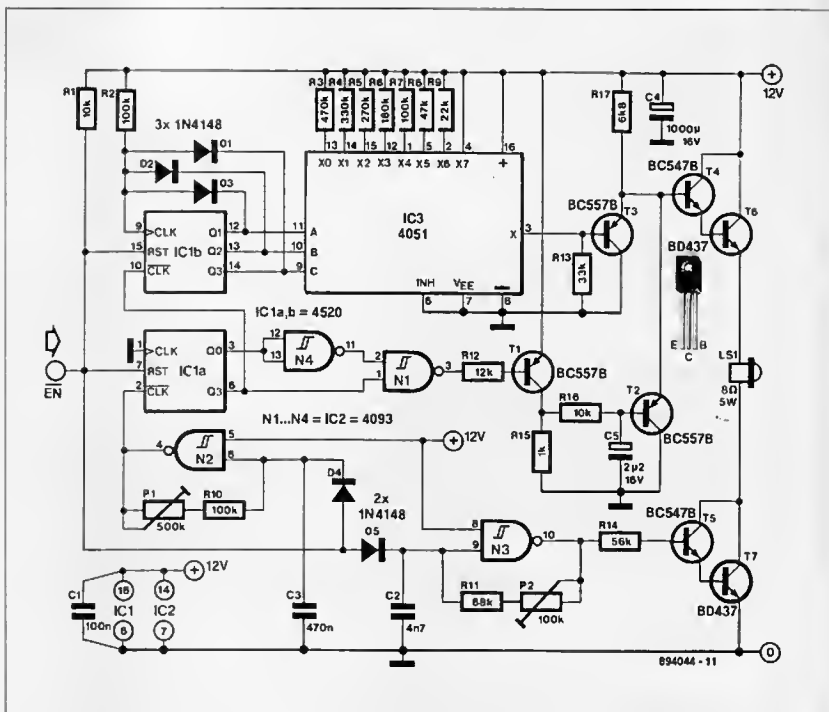 R1
10k
R2
100k
3x 1N4148
D1
D2
D3
R3 R4 R5 R6 R7 R8 R9
470k 330k 270k 180k 100k 47k 22k
13 14 15 12 1 5 2 4 16
X0 X1 X2 X3 X4 X5 X6 X7 +
IC3
4051
11 A
10 B
9 C
X 3
INH VEE
6 7 8
9 CLK Q1 12
15 RST IC1b Q2 13
10 CLK Q3 14
IC1a,b = 4520
EN
1 CLK Q0 3
7 RST IC1a
2 CLK Q3 6
12
13
N4
11
2
1
N1
3
R12
12k
N1...N4 = IC2 = 4093
4
N2
5
6
12V
P1
500k
R10
100k
D4
2x
1N4148
D5
8
9
N3
10
R11
68k
P2
100k
R14
56k
C3
470n
C2
4n7
C1
100n
16
IC1
8
14
IC2
7
12V
R13
33k
BC557B
T3
R17
6k8
C4
1000µ
16V
12V
BC547B
T4
T6
BD437
E
C
B
T1
BC557B
R15
1k
R16
10k
C5
2µ2
16V
T2
BC557B
LS1
8Ω
5W
BC547B
T5
T7
BD437
0
894044 - 11